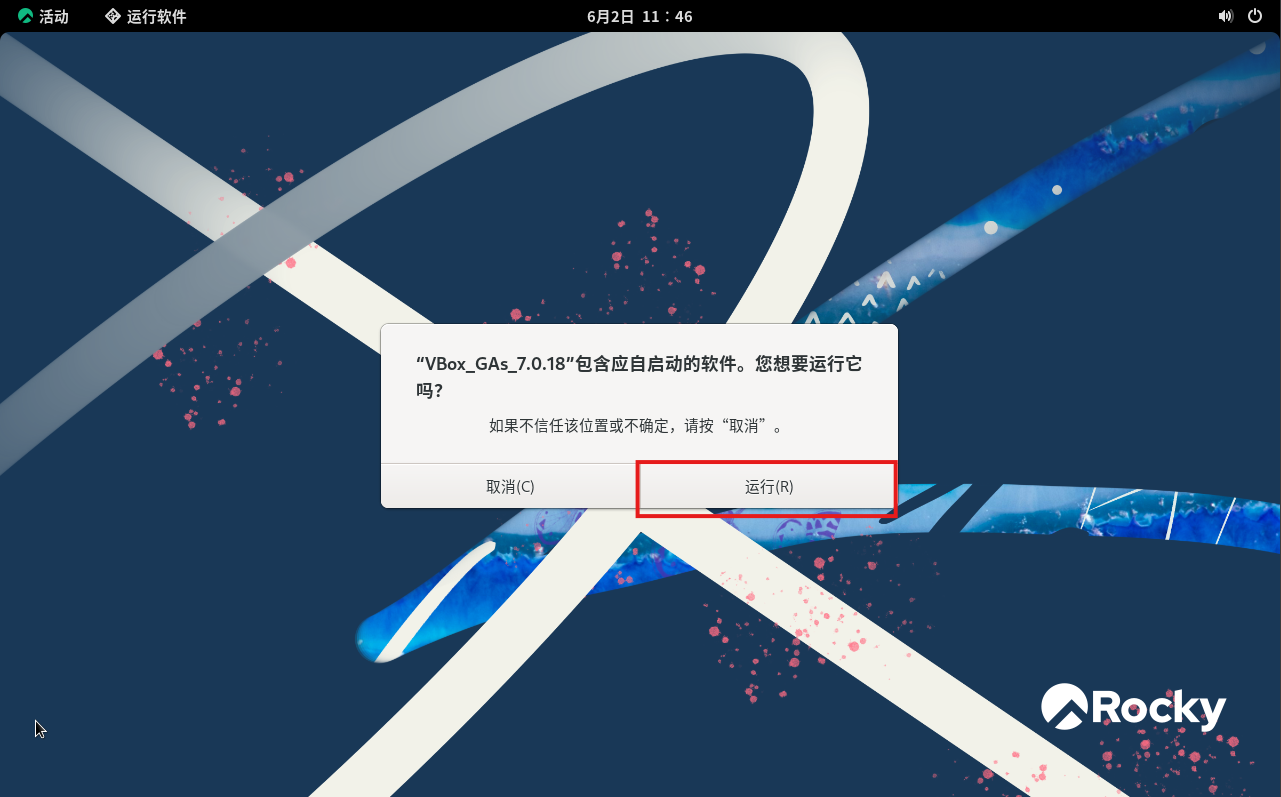 活动 运行软件 6月2日 11：46
“VBox_GAs_7.0.18”包含应自启动的软件。您想要运行它
吗？
如果不信任该位置或不确定，请按“取消”。
取消(C) 运行(R)
Rocky